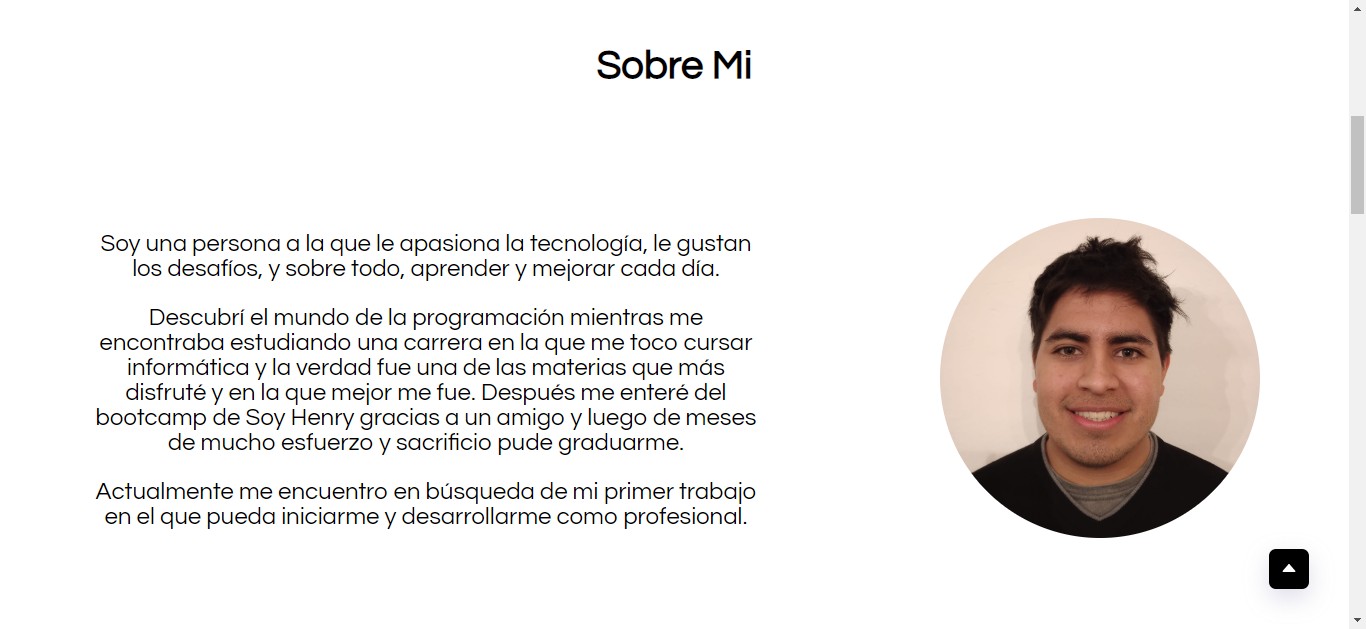 Sobre Mi
Soy una persona a la que le apasiona la tecnología, le gustan
los desafíos, y sobre todo, aprender y mejorar cada día.
Descubrí el mundo de la programación mientras me
encontraba estudiando una carrera en la que me toco cursar
informática y la verdad fue una de las materias que más
disfruté y en la que mejor me fue. Después me enteré del
bootcamp de Soy Henry gracias a un amigo y luego de meses
de mucho esfuerzo y sacrificio pude graduarme.
Actualmente me encuentro en búsqueda de mi primer trabajo
en el que pueda iniciarme y desarrollarme como profesional.